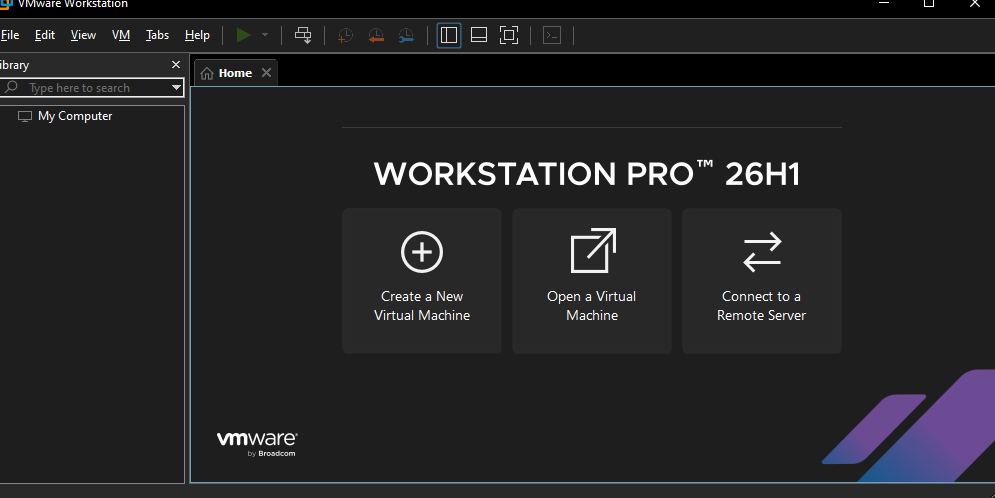 VMware Workstation
File Edit View VM Tabs Help
ibrary
Type here to search
My Computer
Home
WORKSTATION PRO™ 26H1
Create a New
Virtual Machine
Open a Virtual
Machine
Connect to a
Remote Server
vmware®
by Broadcom